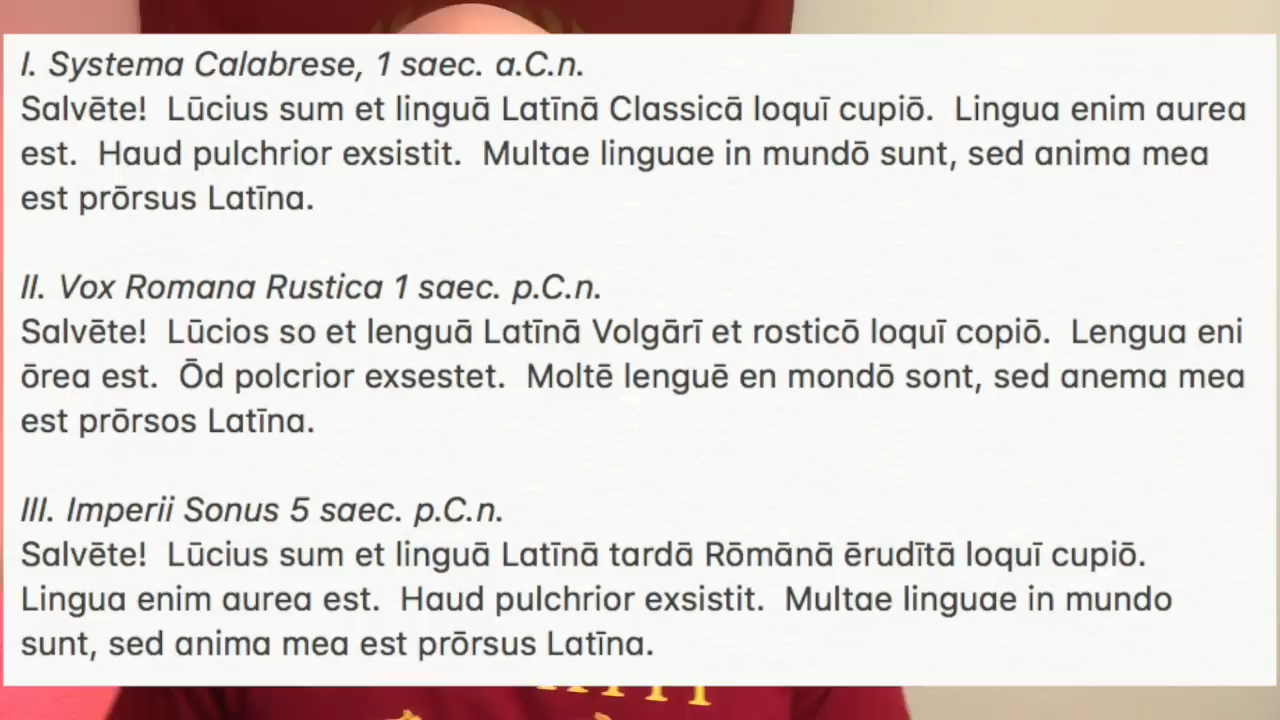 I. Systema Calabrese, 1 saec. a.C.n.
Salvēte!  Lūcius sum et linguā Latīnā Classicā loquī cupiō.  Lingua enim aurea
est.  Haud pulchrior exsistit.  Multae linguae in mundō sunt, sed anima mea
est prōrsus Latīna.
II. Vox Romana Rustica 1 saec. p.C.n.
Salvēte!  Lūcios so et lenguā Latīnā Volgārī et rosticō loquī copiō.  Lengua eni
ōrea est.  Ōd polcrior exsestet.  Moltē lenguē en mondō sont, sed anema mea
est prōrsos Latīna.
III. Imperii Sonus 5 saec. p.C.n.
Salvēte!  Lūcius sum et linguā Latīnā tardā Rōmānā ērudītā loquī cupiō.
Lingua enim aurea est.  Haud pulchrior exsistit.  Multae linguae in mundo
sunt, sed anima mea est prōrsus Latīna.